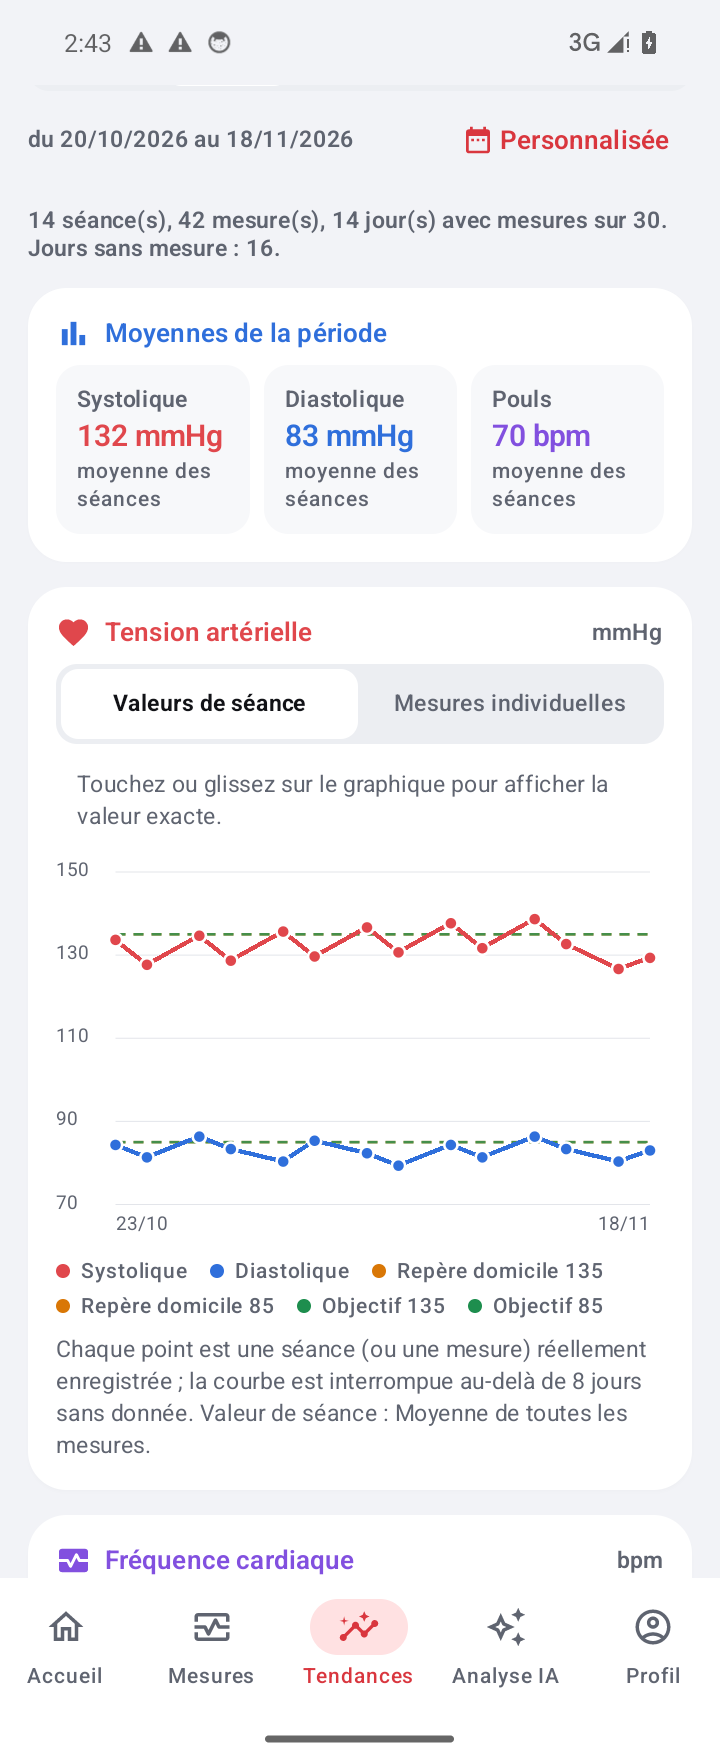 2:43
3G
du 20/10/2026 au 18/11/2026
Personnalisée
14 séance(s), 42 mesure(s), 14 jour(s) avec mesures sur 30.
Jours sans mesure : 16.
Moyennes de la période
Systolique
132 mmHg
moyenne des
séances
Diastolique
83 mmHg
moyenne des
séances
Pouls
70 bpm
moyenne des
séances
Tension artérielle
mmHg
Valeurs de séance
Mesures individuelles
Touchez ou glissez sur le graphique pour afficher la
valeur exacte.
150
130
110
90
70
23/10
18/11
Systolique
Diastolique
Repère domicile 135
Repère domicile 85
Objectif 135
Objectif 85
Chaque point est une séance (ou une mesure) réellement
enregistrée ; la courbe est interrompue au-delà de 8 jours
sans donnée. Valeur de séance : Moyenne de toutes les
mesures.
Fréquence cardiaque
bpm
Accueil
Mesures
Tendances
Analyse IA
Profil